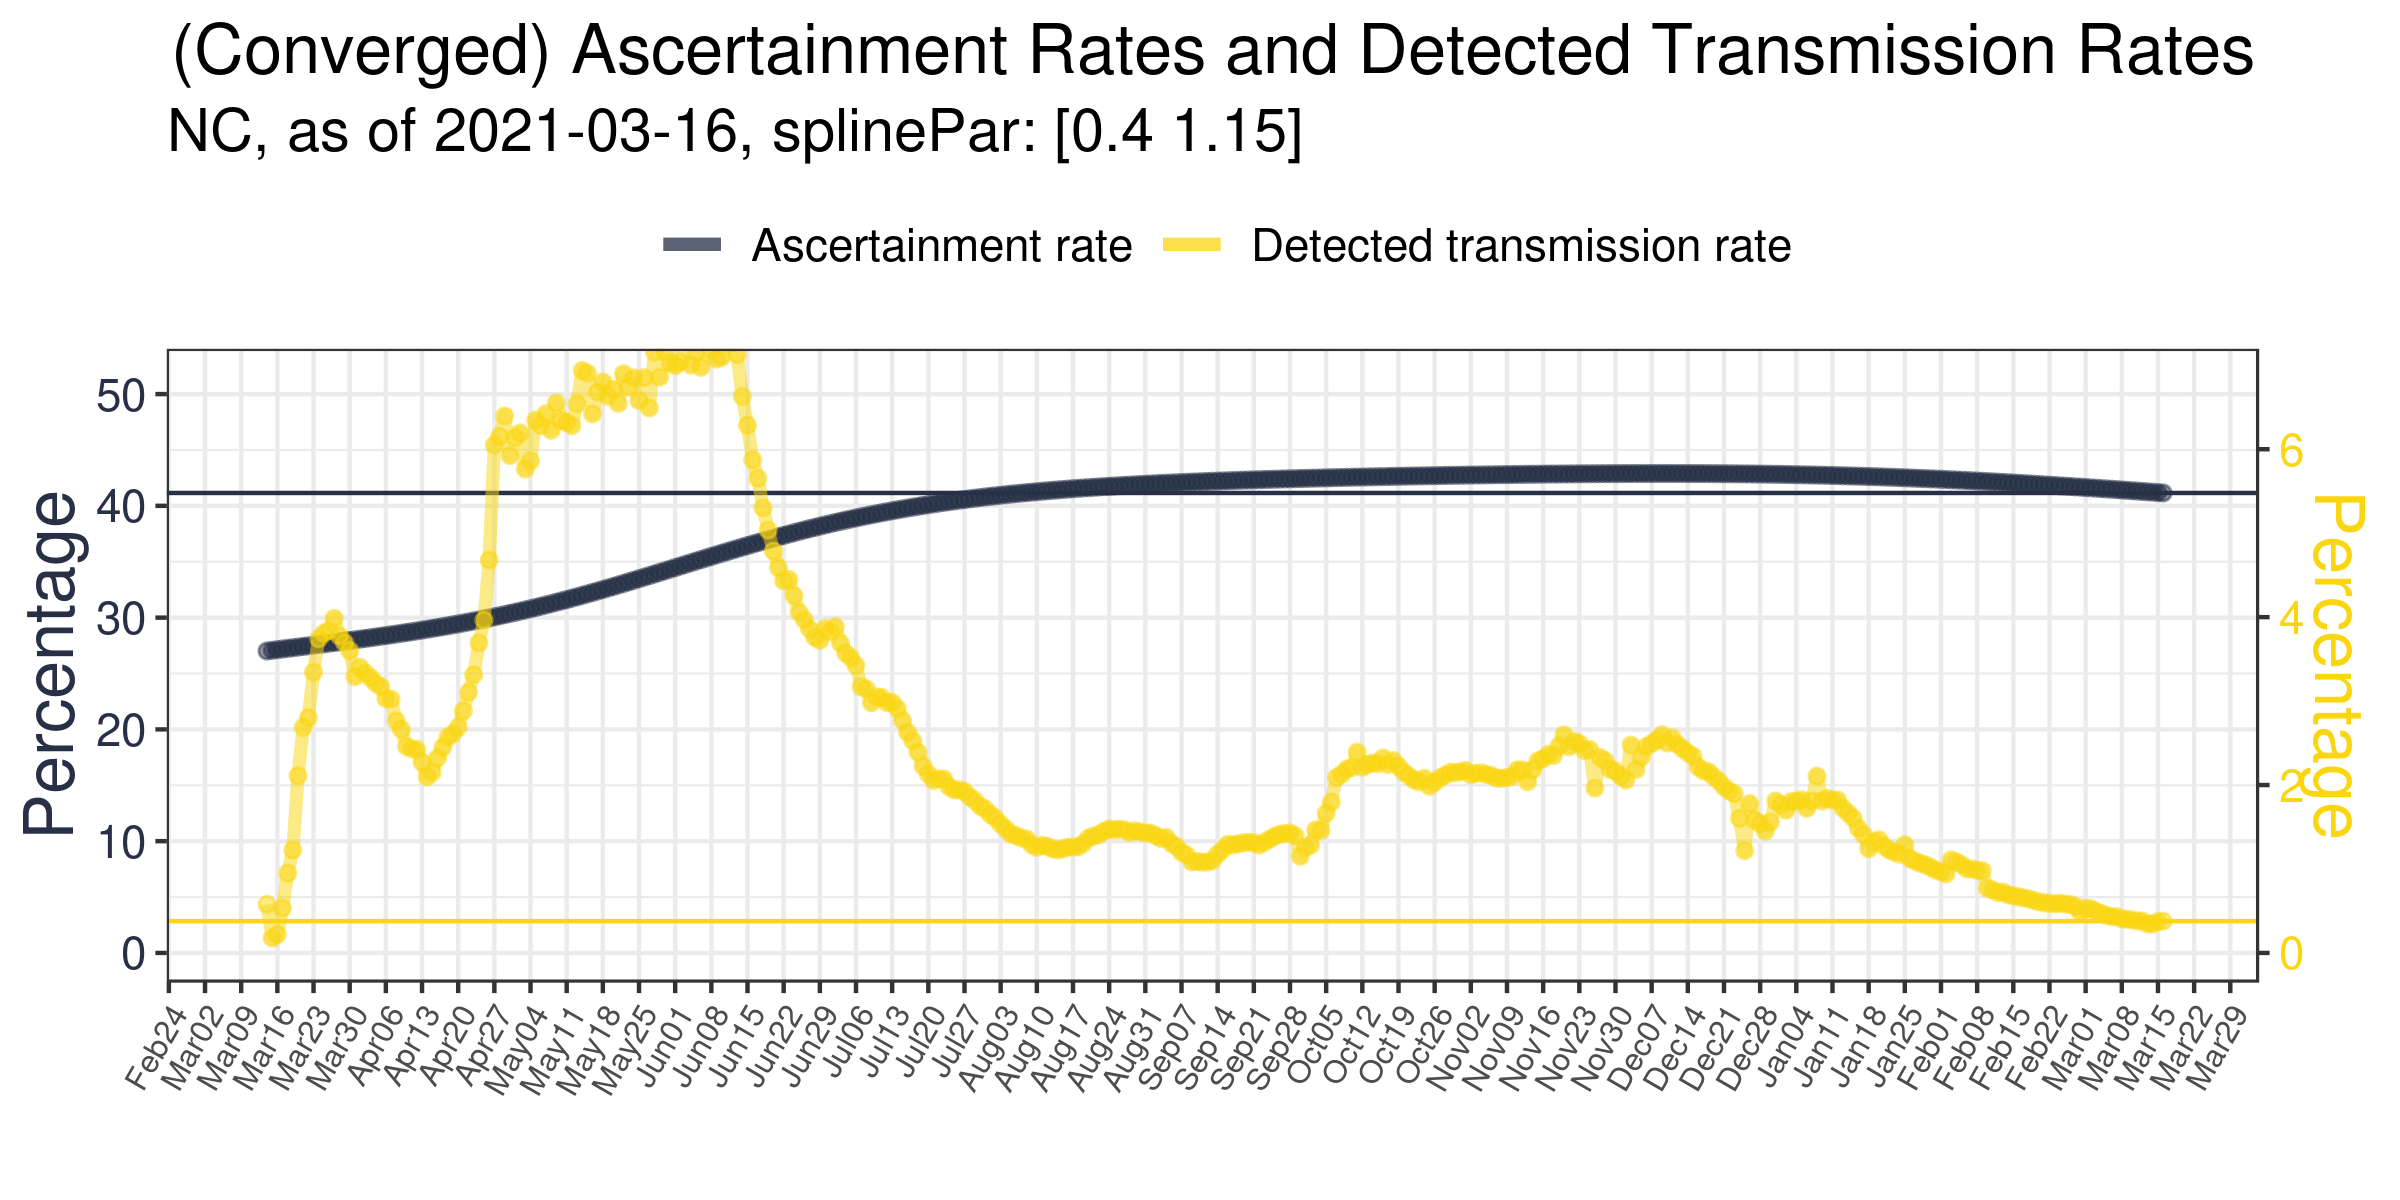 (Converged) Ascertainment Rates and Detected Transmission Rates
NC, as of 2021-03-16, splinePar: [0.4 1.15]
Ascertainment rate Detected transmission rate
Percentage
50
40
30
20
10
0
6
4
2
0
Percentage
Feb24
Mar02
Mar09
Mar16
Mar23
Mar30
Apr06
Apr13
Apr20
Apr27
May04
May11
May18
May25
Jun01
Jun08
Jun15
Jun22
Jun29
Jul06
Jul13
Jul20
Jul27
Aug03
Aug10
Aug17
Aug24
Aug31
Sep07
Sep14
Sep21
Sep28
Oct05
Oct12
Oct19
Oct26
Nov02
Nov09
Nov16
Nov23
Nov30
Dec07
Dec14
Dec21
Dec28
Jan04
Jan11
Jan18
Jan25
Feb01
Feb08
Feb15
Feb22
Mar01
Mar08
Mar15
Mar22
Mar29